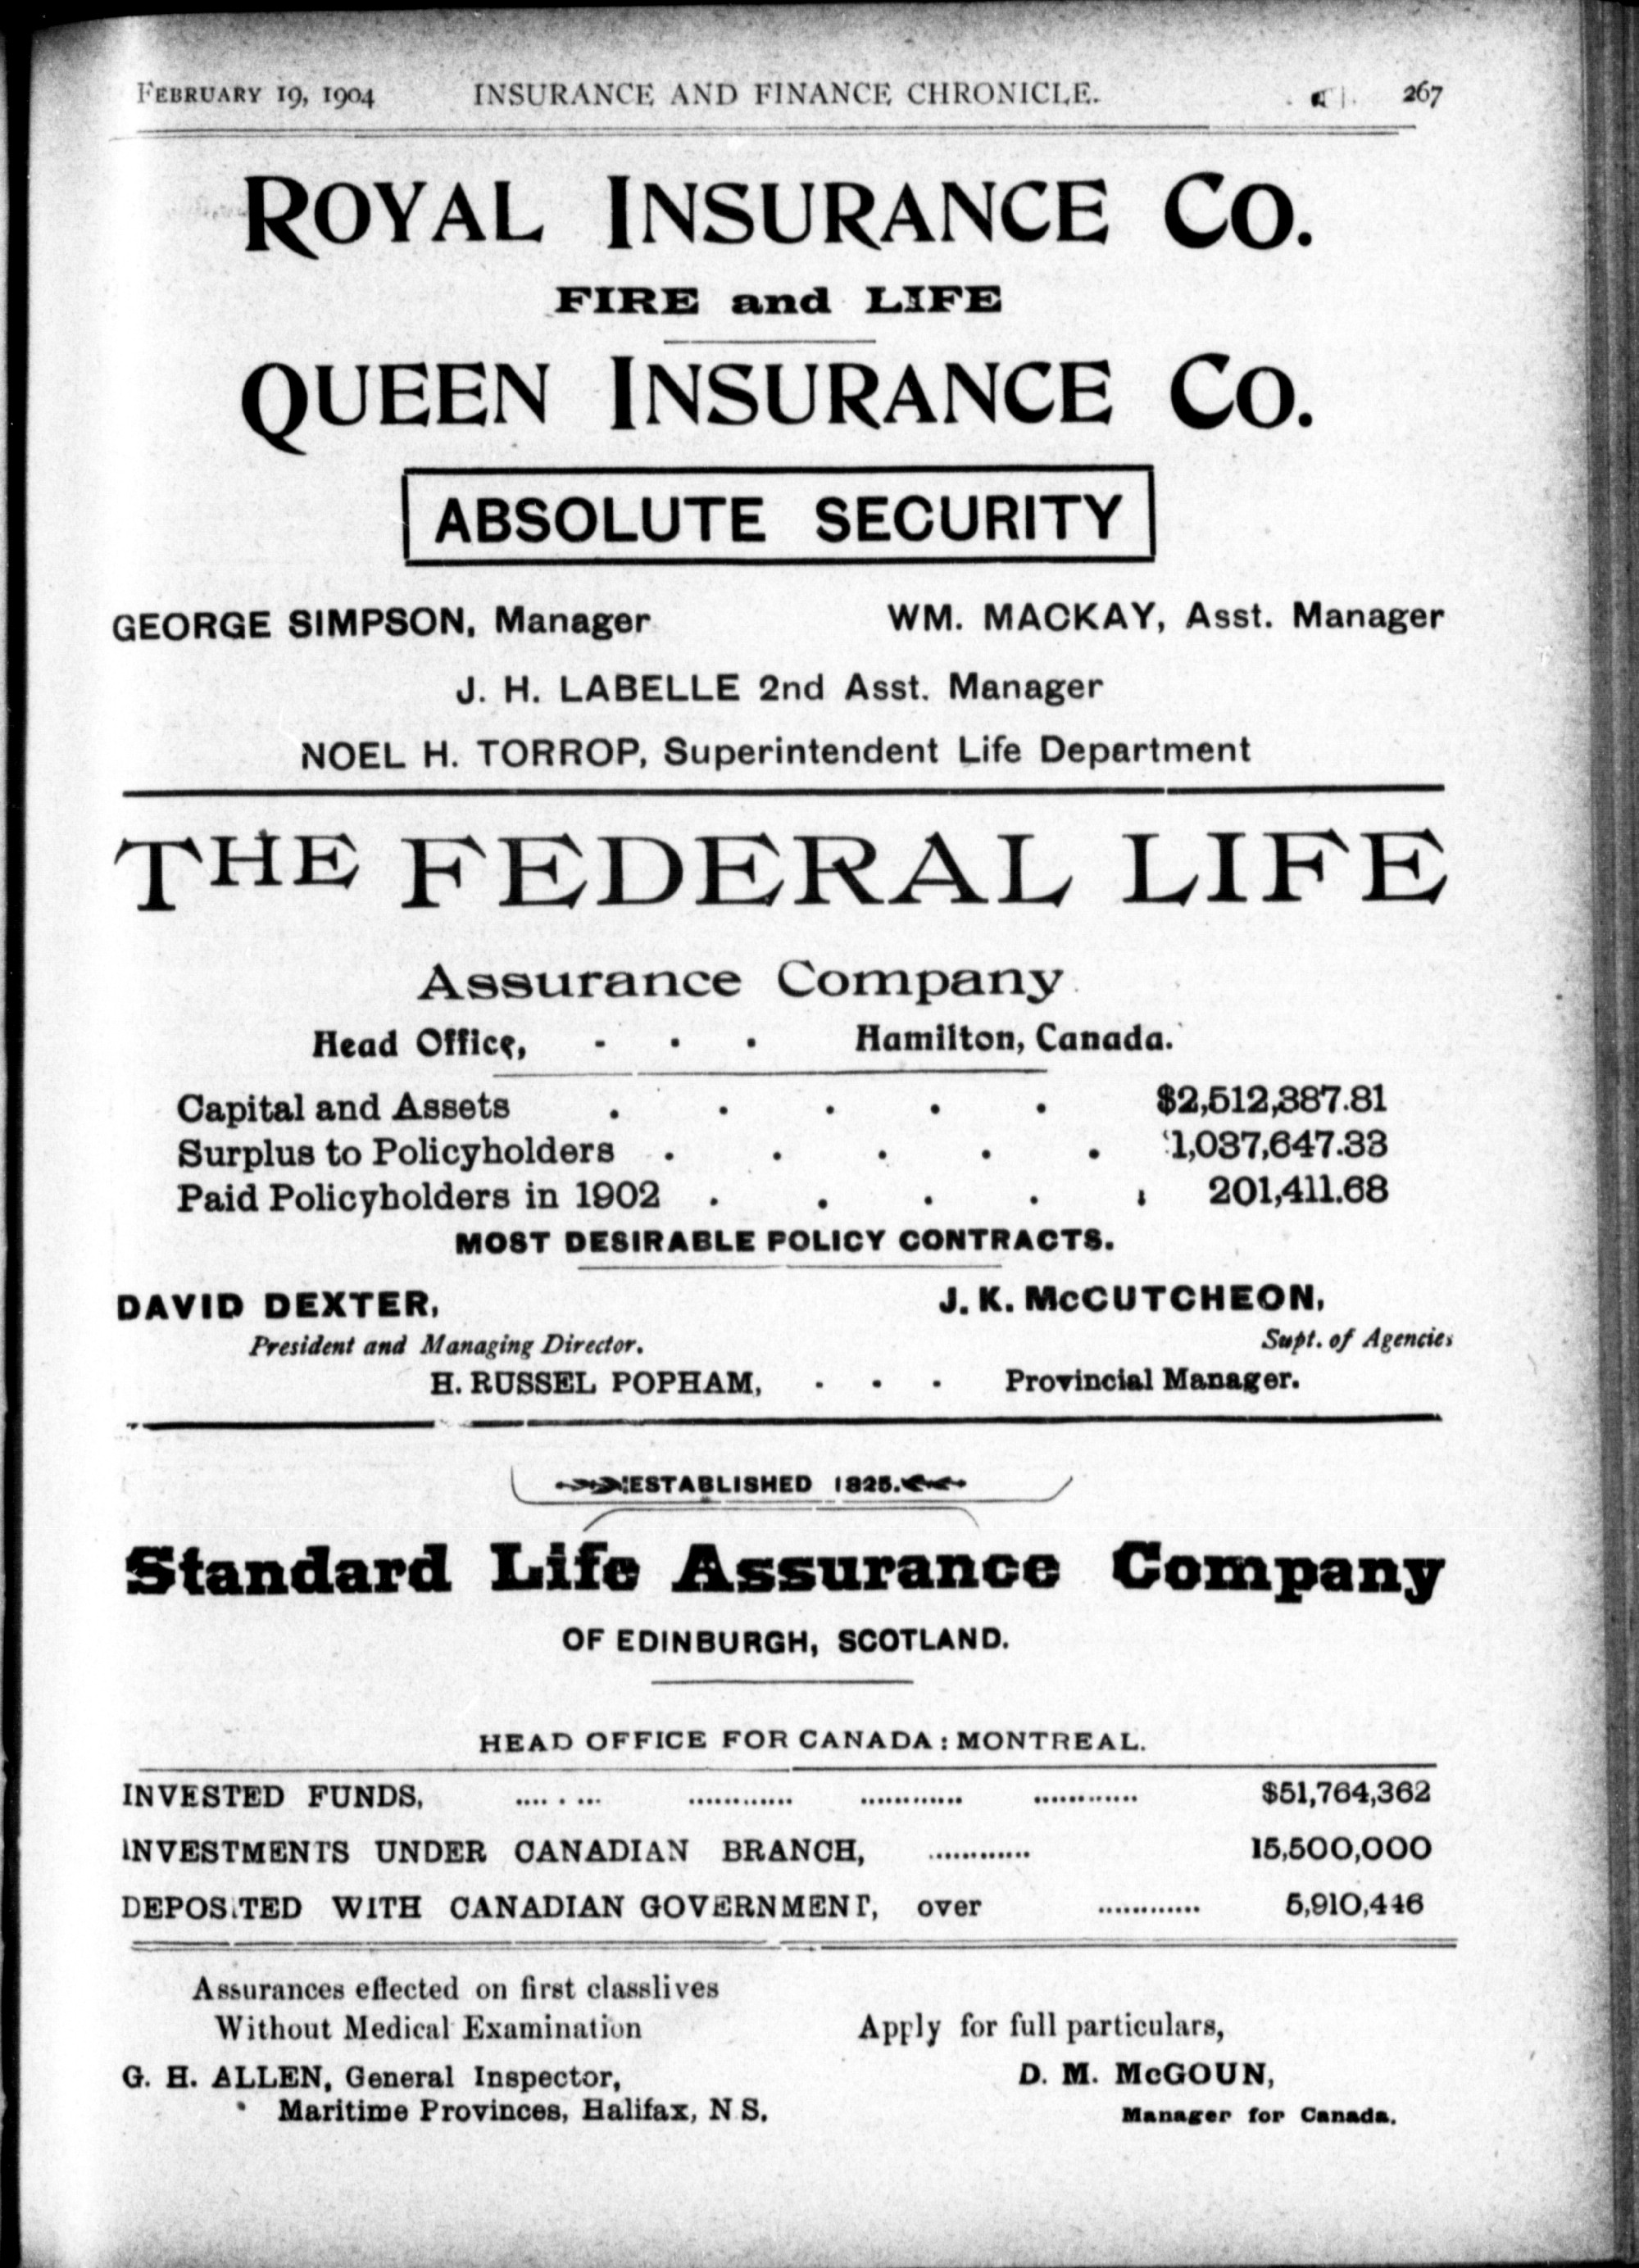 FEBRUARY 19, 1904 INSURANCE AND FINANCE CHRONICLE. 267
ROYAL INSURANCE CO.
FIRE and LIFE
QUEEN INSURANCE CO.
ABSOLUTE SECURITY
GEORGE SIMPSON, Manager WM. MACKAY, Asst. Manager
J. H. LABELLE 2nd Asst. Manager
NOEL H. TORROP, Superintendent Life Department
THE FEDERAL LIFE
Assurance Company
Head Office, - - - Hamilton, Canada.
Capital and Assets . . . . . $2,512,387.81
Surplus to Policyholders . . . . . 1,037,647.33
Paid Policyholders in 1902 . . . . . 201,411.68
MOST DESIRABLE POLICY CONTRACTS.
DAVID DEXTER, J. K. McCUTCHEON,
President and Managing Director. Supt. of Agencies
H. RUSSEL POPHAM, - - - Provincial Manager.
ESTABLISHED 1825.
Standard Life Assurance Company
OF EDINBURGH, SCOTLAND.
HEAD OFFICE FOR CANADA: MONTREAL.
INVESTED FUNDS, ......... ............ ............ ............ $51,764,362
INVESTMENTS UNDER CANADIAN BRANCH, ............ 15,500,000
DEPOSITED WITH CANADIAN GOVERNMENT, over ............ 5,910,446
Assurances effected on first classlives
Without Medical Examination Apply for full particulars,
G. H. ALLEN, General Inspector, D. M. McGOUN,
Maritime Provinces, Halifax, N S. Manager for Canada.